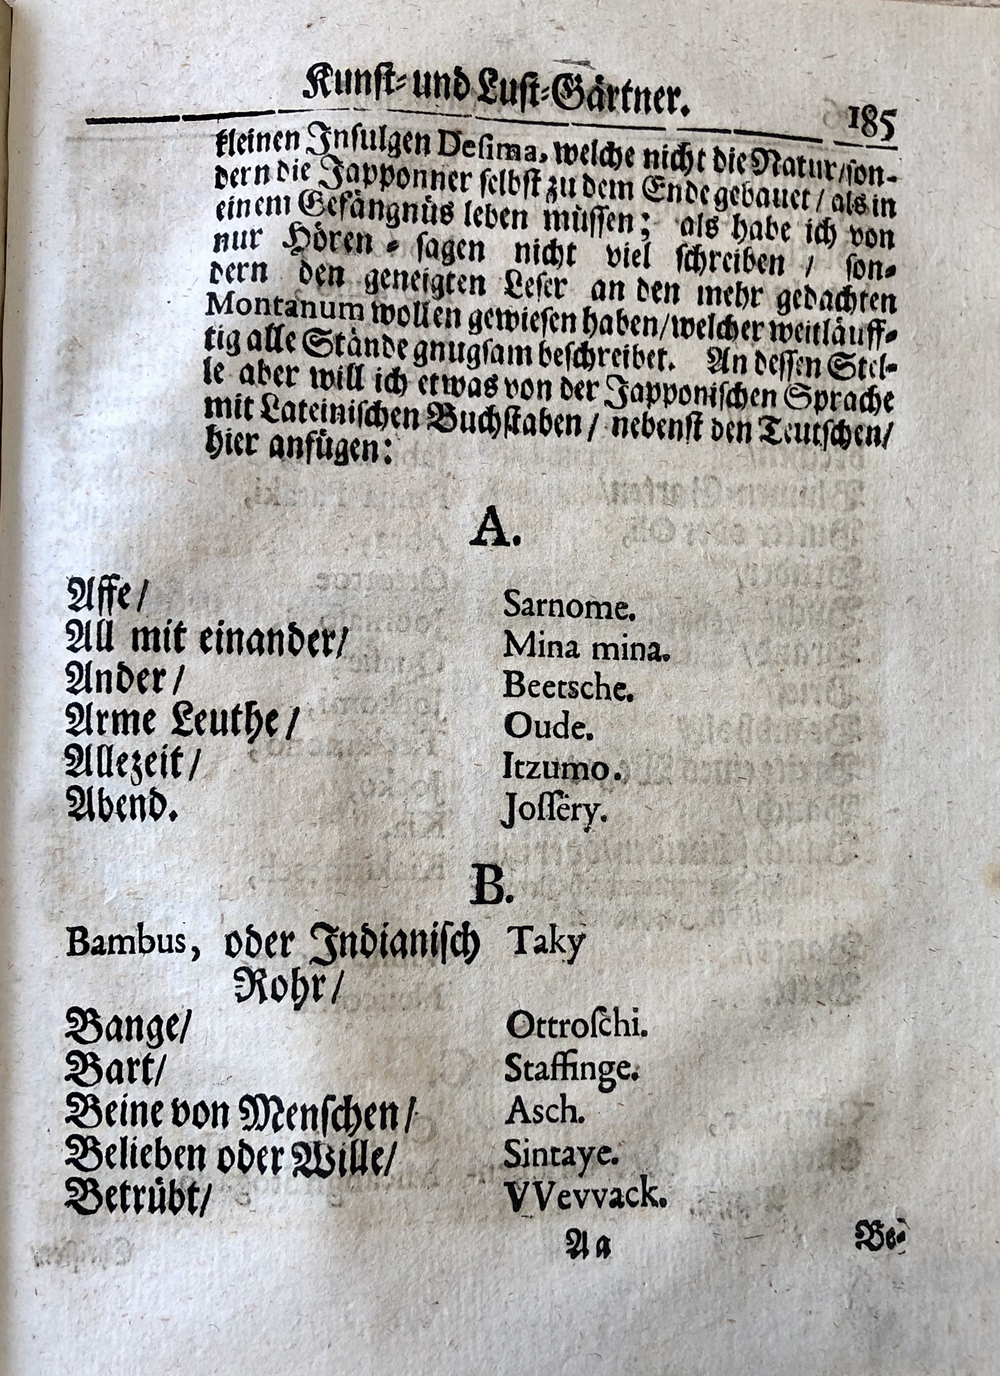 Kunst- und Lust-Gärtner. 185
kleinen Insulgen Desima, welche nicht die Natur/son-
dern die Japponner selbst zu dem Ende gebauet / als in
einem Gefängnüs leben müssen; als habe ich von
nur Hören-sagen nicht viel schreiben / son-
dern den geneigten Leser an den mehr gedachten
Montanum wollen gewiesen haben/welcher weitläuff-
tig alle Stände gnugsam beschreibet. An dessen Stel-
le aber will ich etwas von der Japponischen Sprache
mit Lateinischen Buchstaben / nebenst den Teutschen/
hier anfügen:
A.
Affe/ Sarnome.
All mit einander/ Mina mina.
Ander/ Beetsche.
Arme Leuthe/ Oude.
Allezeit/ Itzumo.
Abend. Josséry.
B.
Bambus, oder Indianisch Taky
Rohr/
Bange/ Ottroschi.
Bart/ Staffinge.
Beine von Menschen/ Asch.
Belieben oder Wille/ Sintaye.
Betrübt/ VVevvack.
Aa Be-